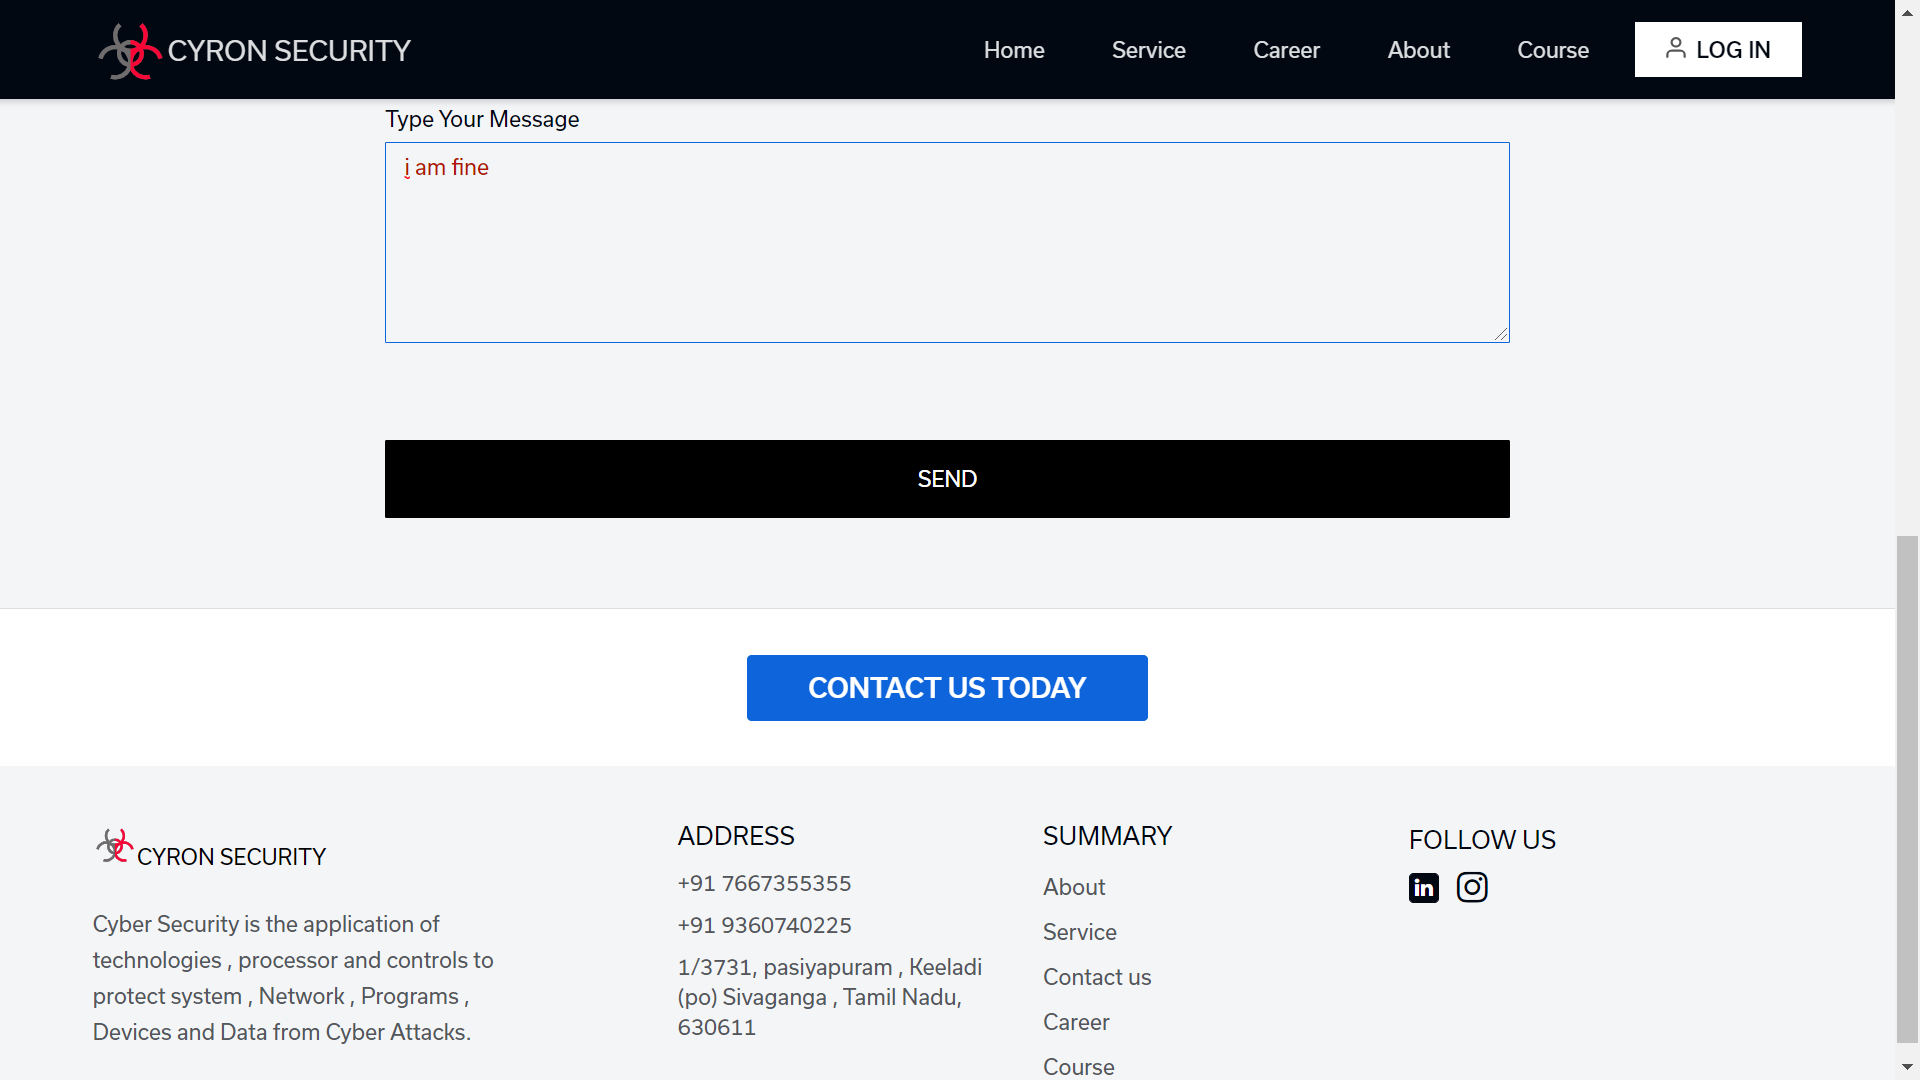 CYRON SECURITY
Home
Service
Career
About
Course
LOG IN
Type Your Message
i am fine
SEND
CONTACT US TODAY
CYRON SECURITY
Cyber Security is the application of
technologies , processor and controls to
protect system , Network , Programs ,
Devices and Data from Cyber Attacks.
ADDRESS
+91 7667355355
+91 9360740225
1/3731, pasiyapuram , Keeladi
(po) Sivaganga , Tamil Nadu,
630611
SUMMARY
About
Service
Contact us
Career
Course
FOLLOW US
in